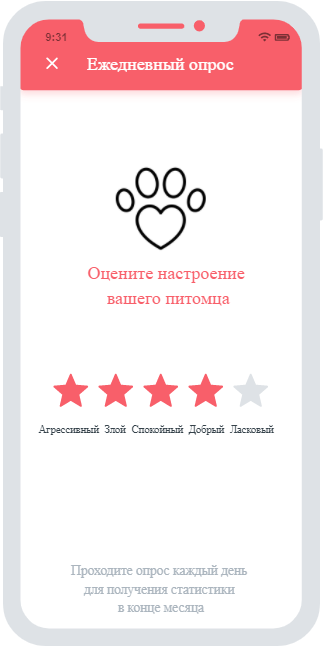 9:31
Ежедневный опрос
Оцените настроение
вашего питомца
Агрессивный Злой Спокойный Добрый Ласковый
Проходите опрос каждый день
для получения статистики
в конце месяца